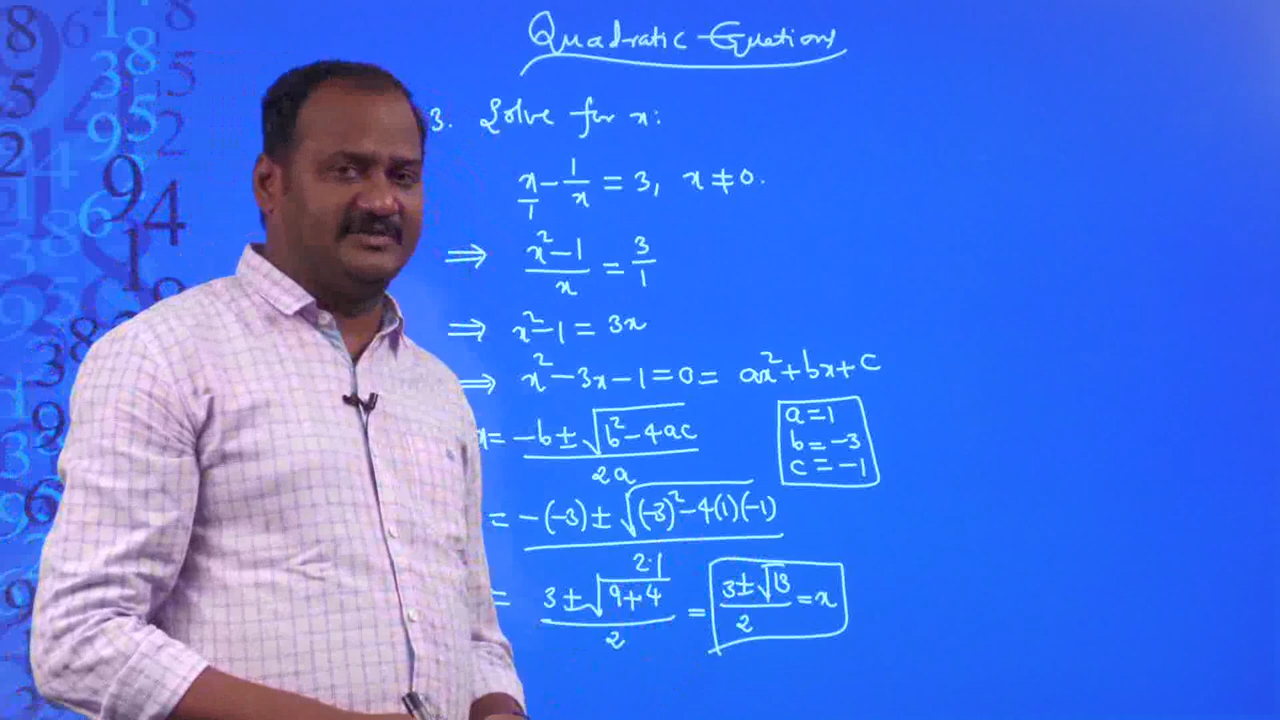 Quadratic Equations
3. Solve for x:
x/1 - 1/x = 3, x ≠ 0.
⇒ x² - 1 / x = 3/1
⇒ x² - 1 = 3x
⇒ x² - 3x - 1 = 0 = ax² + bx + c
a = 1
b = -3
c = -1
x = -b ± √(b² - 4ac) / 2a
= -(-3) ± √((-3)² - 4(1)(-1)) / 2·1
= 3 ± √(9+4) / 2 = 3 ± √13 / 2 = x